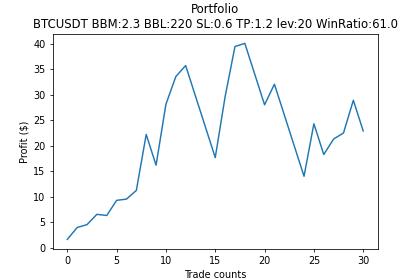 Portfolio
BTCUSDT BBM:2.3 BBL:220 SL:0.6 TP:1.2 lev:20 WinRatio:61.0
40
35
30
25
20
15
10
5
0
Profit ($)
0 5 10 15 20 25 30
Trade counts